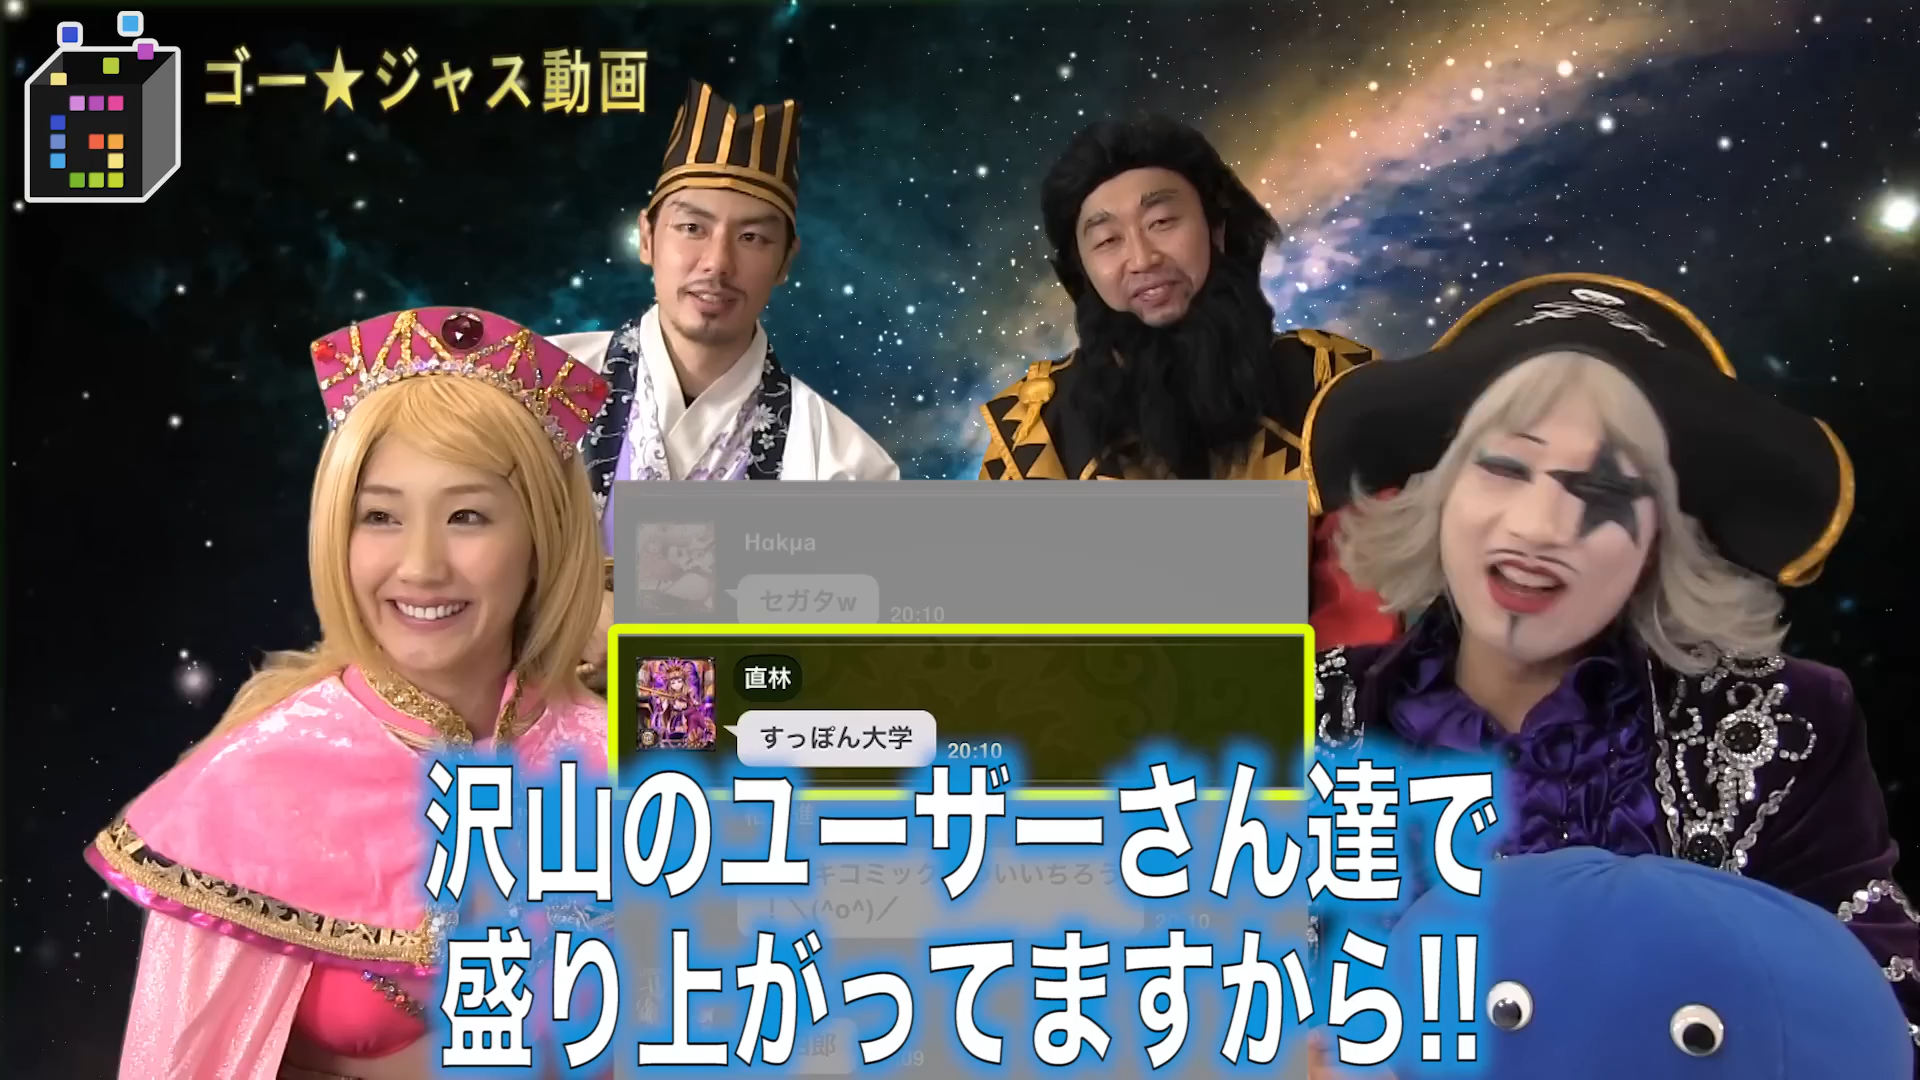 ゴー★ジャス動画
Hαkμa
セガタw
20:10
直林
すっぽん大学
20:10
沢山のユーザーさん達で
盛り上がってますから!!